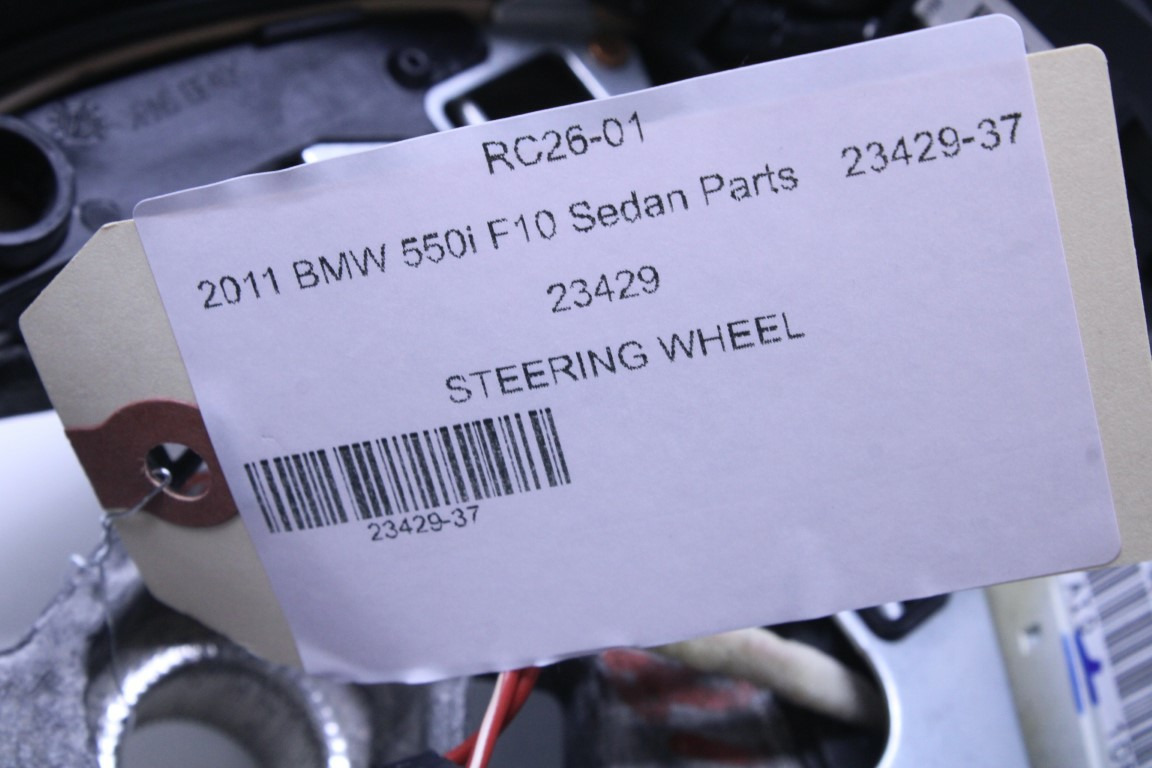 RC26-01
2011 BMW 550i F10 Sedan Parts 23429-37
23429
STEERING WHEEL
23429-37